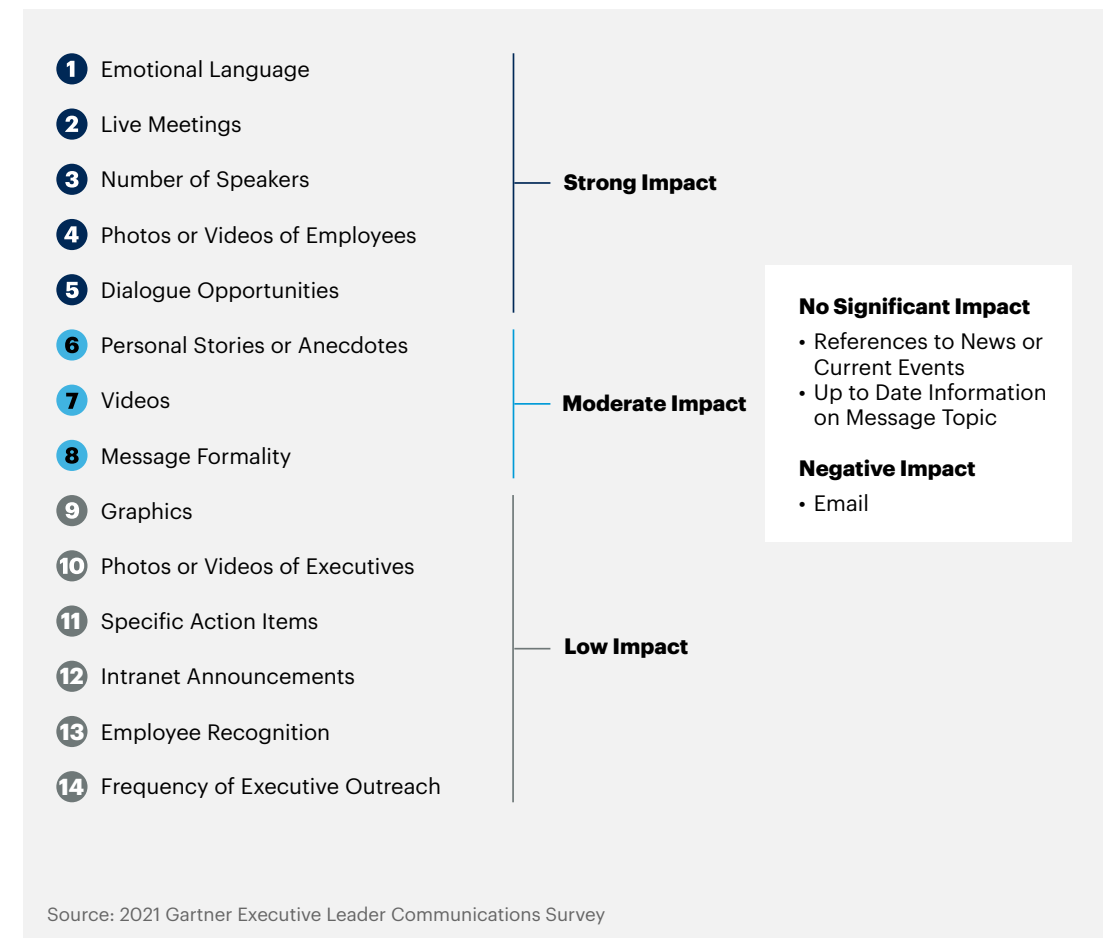 1 Emotional Language
2 Live Meetings
3 Number of Speakers
4 Photos or Videos of Employees
5 Dialogue Opportunities
Strong Impact
6 Personal Stories or Anecdotes
7 Videos
8 Message Formality
Moderate Impact
9 Graphics
10 Photos or Videos of Executives
11 Specific Action Items
12 Intranet Announcements
13 Employee Recognition
14 Frequency of Executive Outreach
Low Impact
No Significant Impact
• References to News or
Current Events
• Up to Date Information
on Message Topic
Negative Impact
• Email
Source: 2021 Gartner Executive Leader Communications Survey